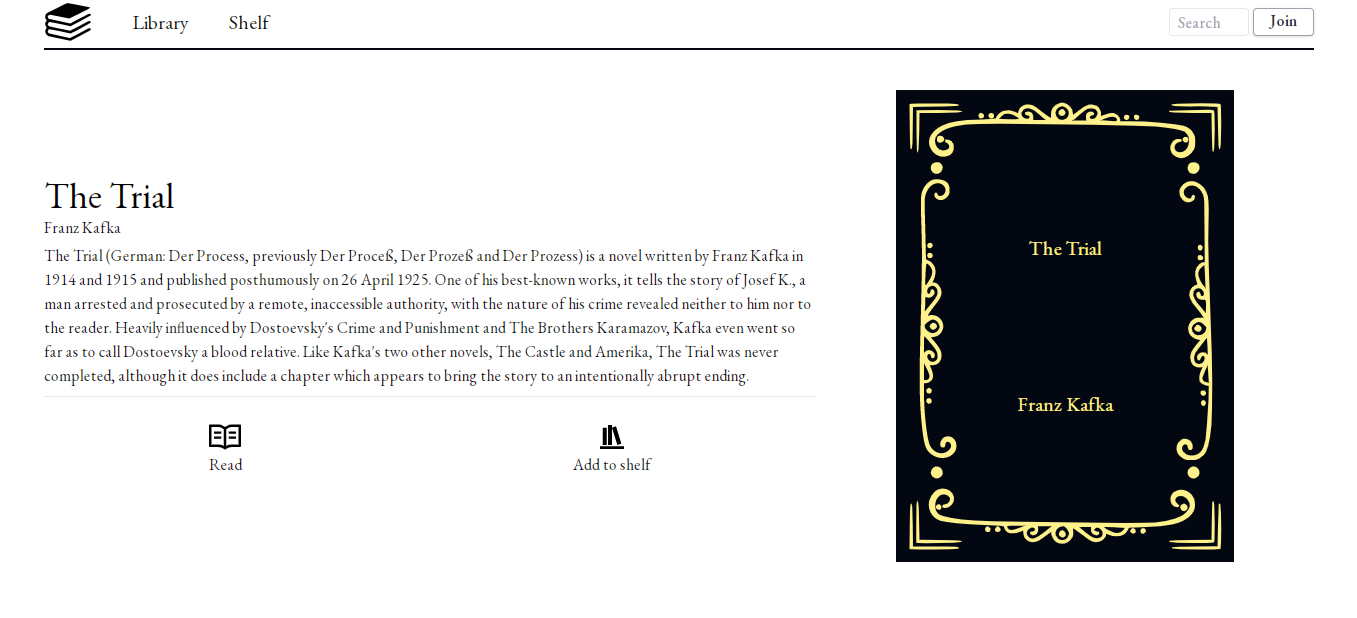 Library
Shelf
Search
Join
The Trial
Franz Kafka
The Trial (German: Der Process, previously Der Proceß, Der Prozeß and Der Prozess) is a novel written by Franz Kafka in
1914 and 1915 and published posthumously on 26 April 1925. One of his best-known works, it tells the story of Josef K., a
man arrested and prosecuted by a remote, inaccessible authority, with the nature of his crime revealed neither to him nor to
the reader. Heavily influenced by Dostoevsky's Crime and Punishment and The Brothers Karamazov, Kafka even went so
far as to call Dostoevsky a blood relative. Like Kafka's two other novels, The Castle and Amerika, The Trial was never
completed, although it does include a chapter which appears to bring the story to an intentionally abrupt ending.
Read
Add to shelf
The Trial
Franz Kafka